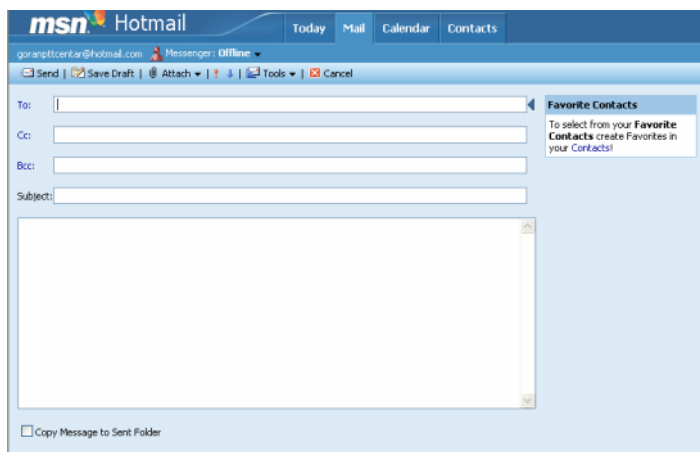 msn Hotmail
Today Mail Calendar Contacts
goranpttcentar@hotmail.com Messenger: Offline
Send | Save Draft | Attach | ! | Tools | Cancel
To:
Favorite Contacts
To select from your Favorite
Contacts create Favorites in
your Contacts!
Cc:
Bcc:
Subject:
Copy Message to Sent Folder